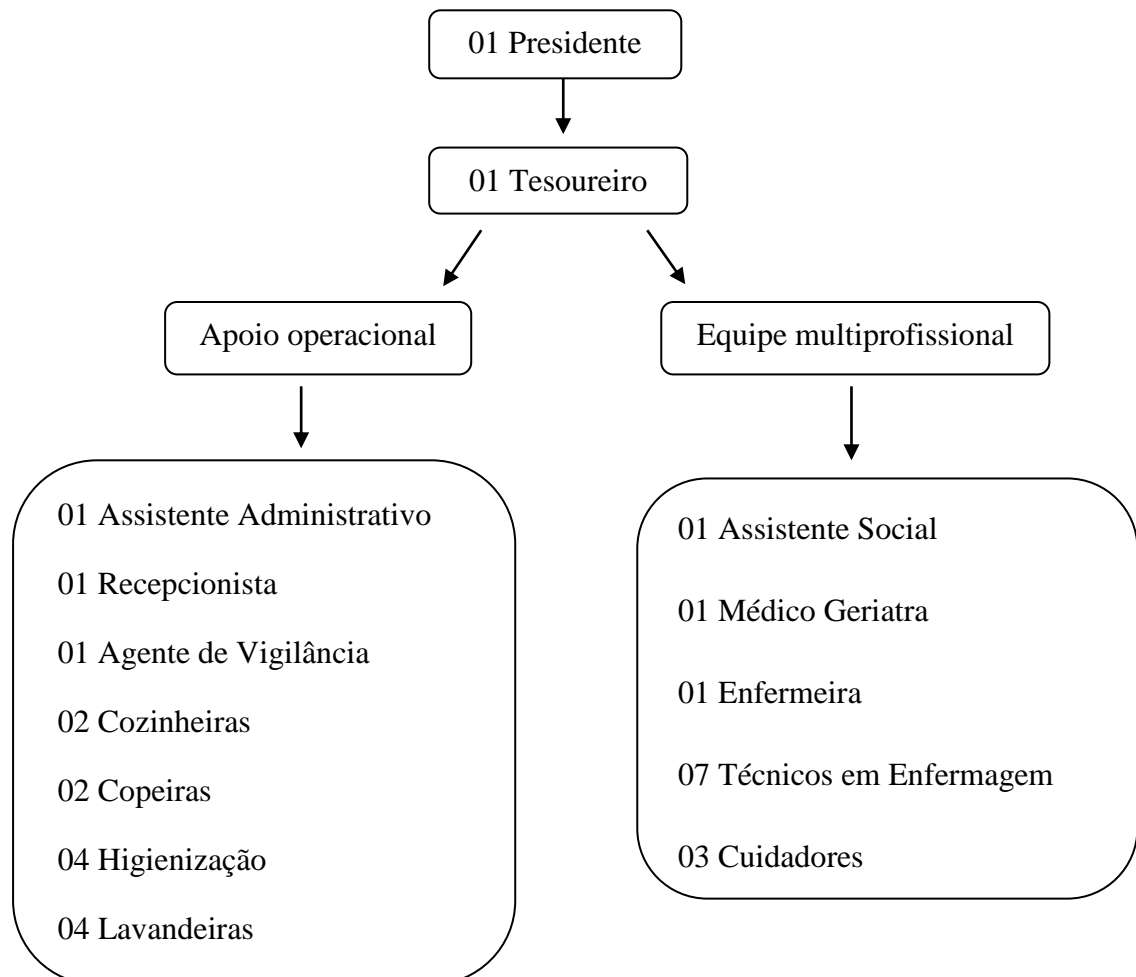 01 Presidente
01 Tesoureiro
Apoio operacional
Equipe multiprofissional
01 Assistente Administrativo
01 Recepcionista
01 Agente de Vigilância
02 Cozinheiras
02 Copeiras
04 Higienização
04 Lavandeiras
01 Assistente Social
01 Médico Geriatra
01 Enfermeira
07 Técnicos em Enfermagem
03 Cuidadores